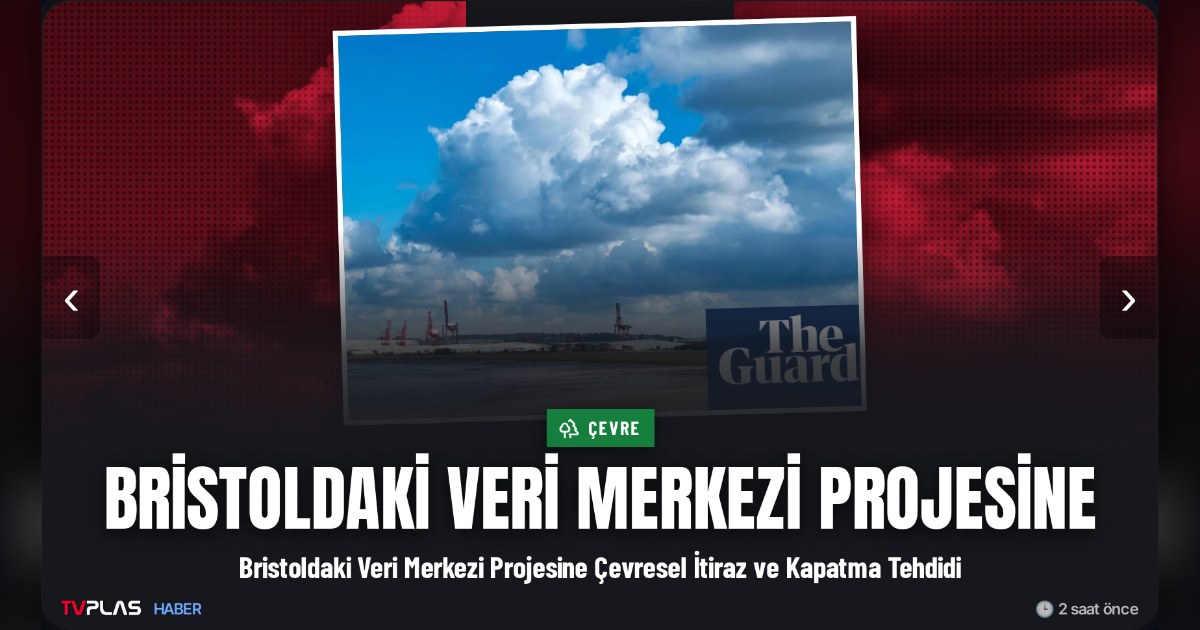 The
Guard
ÇEVRE
BRİSTOLDAKİ VERİ MERKEZİ PROJESİNE
Bristoldaki Veri Merkezi Projesine Çevresel İtiraz ve Kapatma Tehdidi
TVPLAS HABER
2 saat önce